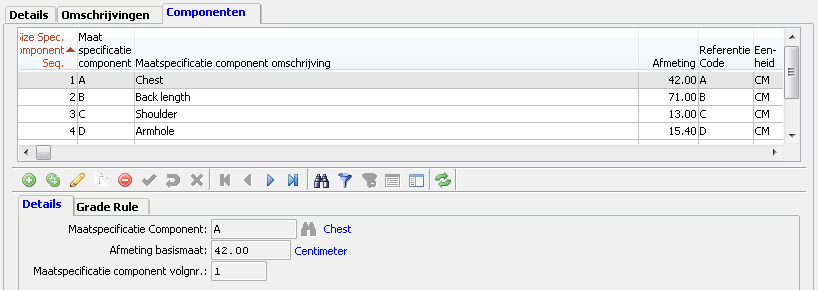 Details Omschrijvingen Componenten
Size Spec. Maat
component specificatie Referentie Een-
Seq. component Maatspecificatie component omschrijving Afmeting Code heid
1 A Chest 42.00 A CM
2 B Back length 71.00 B CM
3 C Shoulder 13.00 C CM
4 D Armhole 15.40 D CM
Details Grade Rule
Maatspecificatie Component: A Chest
Afmeting basismaat: 42.00 Centimeter
Maatspecificatie component volgnr.: 1